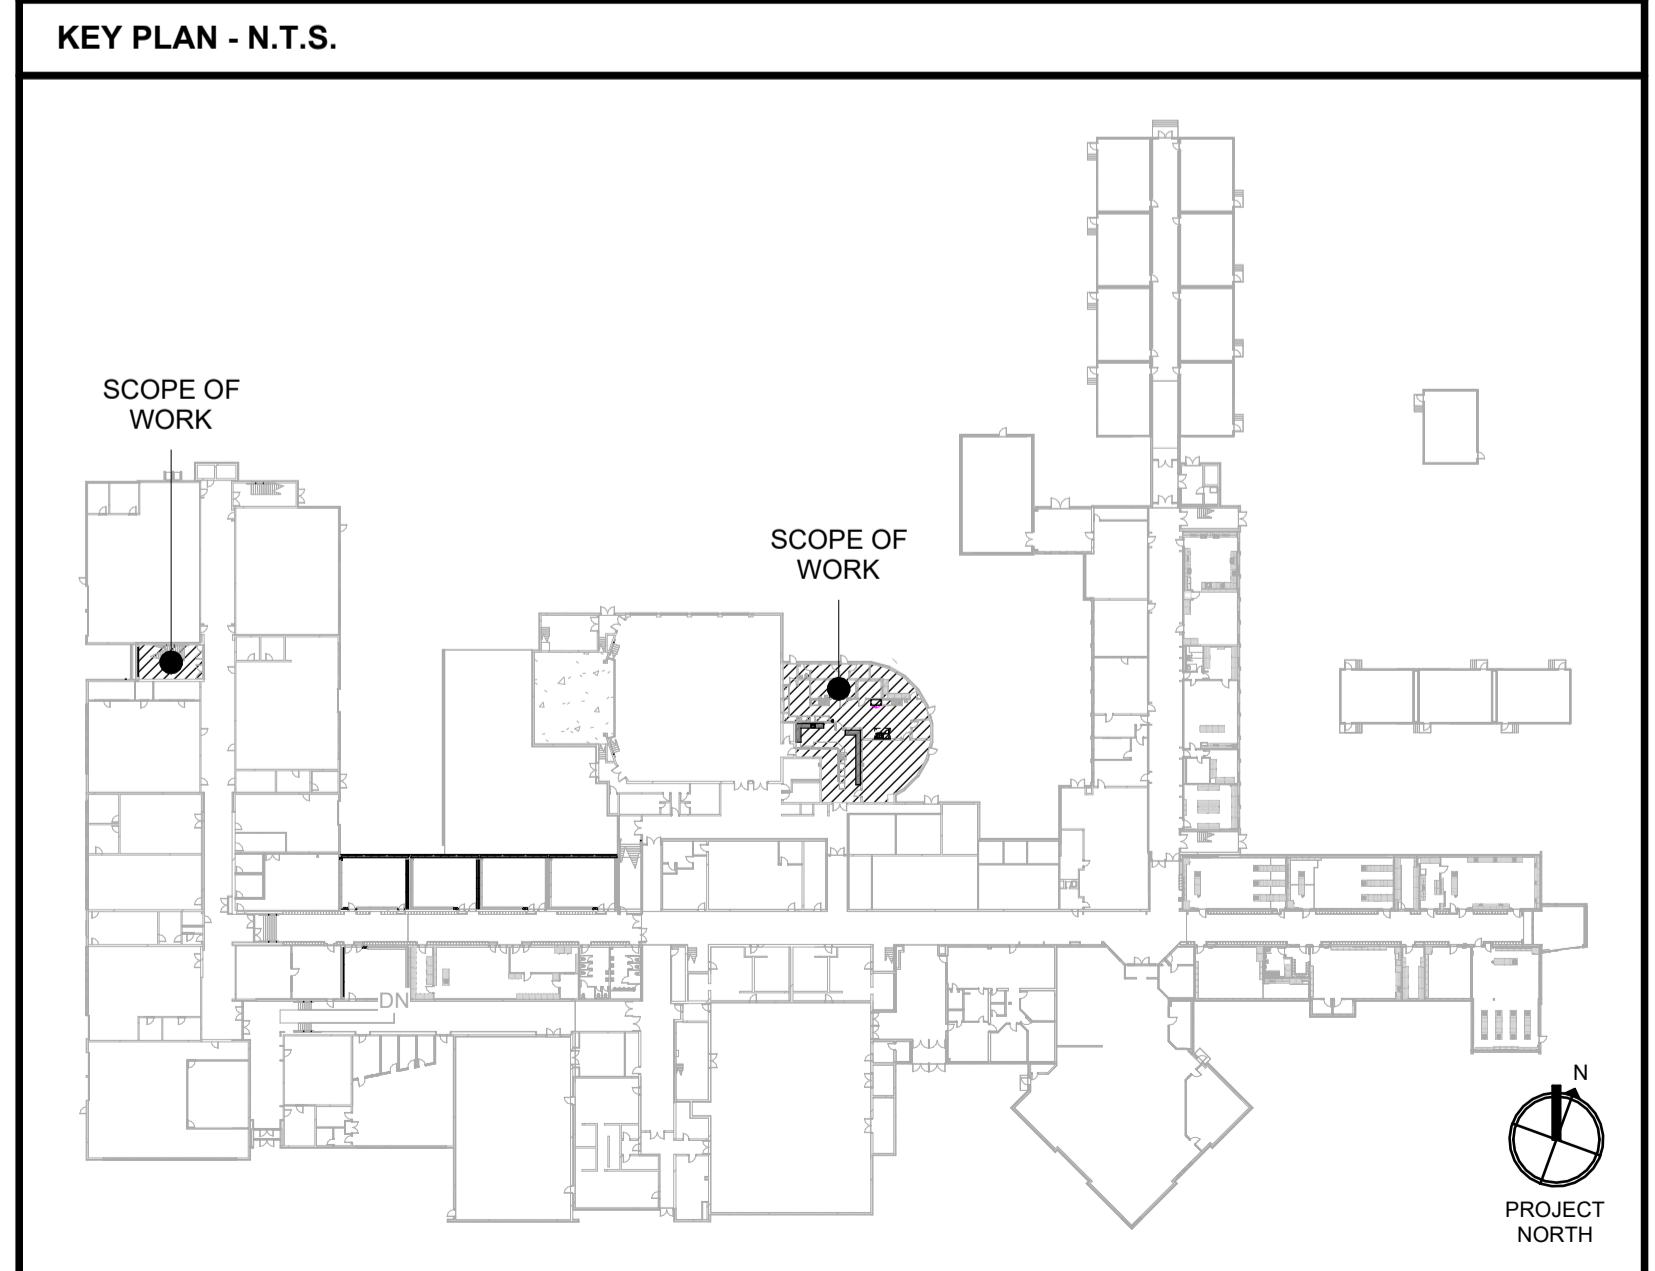 KEY PLAN - N.T.S.
SCOPE OF
WORK
SCOPE OF
WORK
DN
N
PROJECT
NORTH